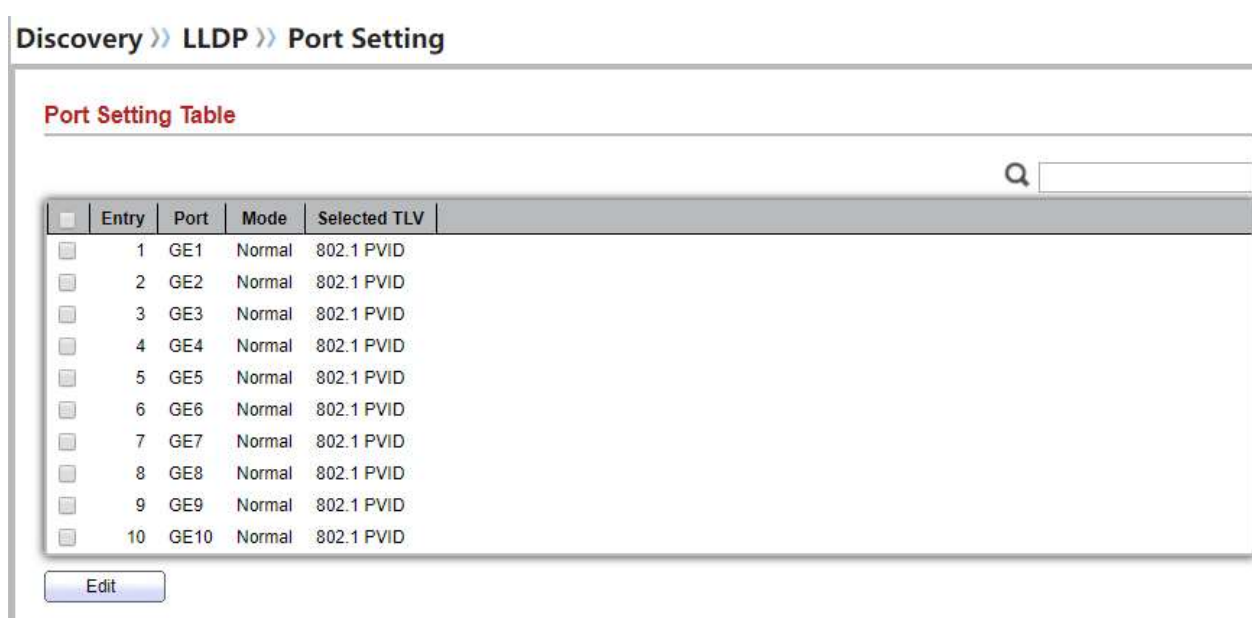 Discovery » LLDP » Port Setting
Port Setting Table
Entry Port Mode Selected TLV
1 GE1 Normal 802.1 PVID
2 GE2 Normal 802.1 PVID
3 GE3 Normal 802.1 PVID
4 GE4 Normal 802.1 PVID
5 GE5 Normal 802.1 PVID
6 GE6 Normal 802.1 PVID
7 GE7 Normal 802.1 PVID
8 GE8 Normal 802.1 PVID
9 GE9 Normal 802.1 PVID
10 GE10 Normal 802.1 PVID
Edit